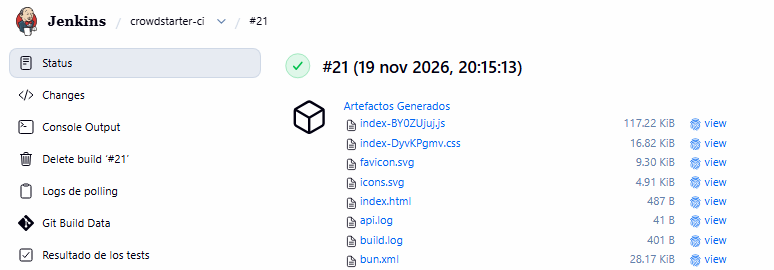 Jenkins / crowdstarter-ci / #21
Status
Changes
Console Output
Delete build ‘#21’
Logs de polling
Git Build Data
Resultado de los tests
#21 (19 nov 2026, 20:15:13)
Artefactos Generados
index-BY0ZUjuj.js 117.22 KiB view
index-DyvKPgmv.css 16.82 KiB view
favicon.svg 9.30 KiB view
icons.svg 4.91 KiB view
index.html 487 B view
api.log 41 B view
build.log 401 B view
bun.xml 28.17 KiB view